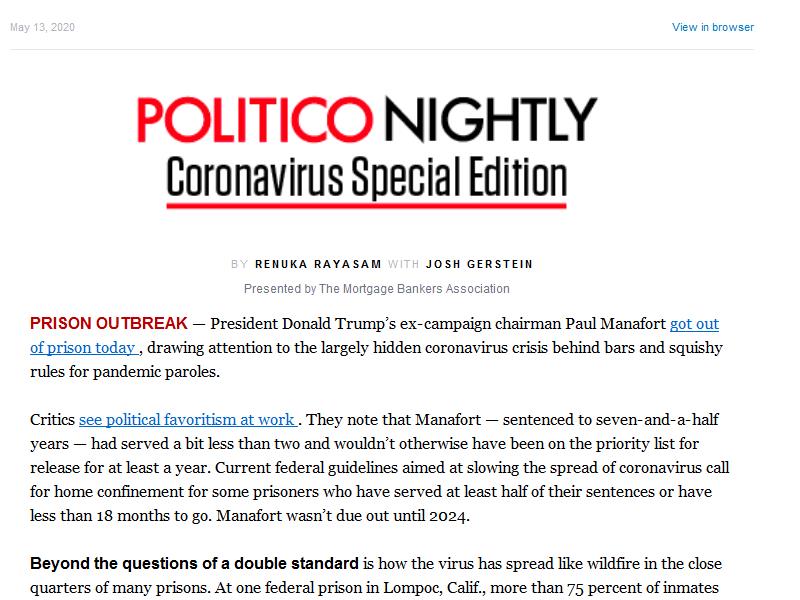 May 13, 2020
View in browser
POLITICO NIGHTLY
Coronavirus Special Edition
BY RENUKA RAYASAM WITH JOSH GERSTEIN
Presented by The Mortgage Bankers Association
PRISON OUTBREAK — President Donald Trump’s ex-campaign chairman Paul Manafort got out
of prison today , drawing attention to the largely hidden coronavirus crisis behind bars and squishy
rules for pandemic paroles.
Critics see political favoritism at work . They note that Manafort — sentenced to seven-and-a-half
years — had served a bit less than two and wouldn’t otherwise have been on the priority list for
release for at least a year. Current federal guidelines aimed at slowing the spread of coronavirus call
for home confinement for some prisoners who have served at least half of their sentences or have
less than 18 months to go. Manafort wasn’t due out until 2024.
Beyond the questions of a double standard is how the virus has spread like wildfire in the close
quarters of many prisons. At one federal prison in Lompoc, Calif., more than 75 percent of inmates